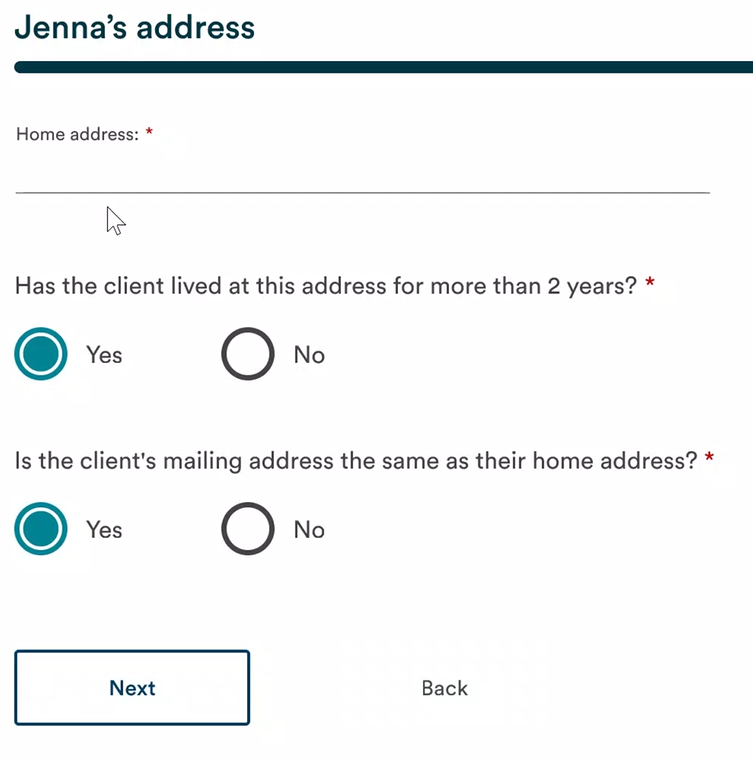 Jenna’s address
Home address: *
Has the client lived at this address for more than 2 years? *
Yes No
Is the client's mailing address the same as their home address? *
Yes No
Next Back